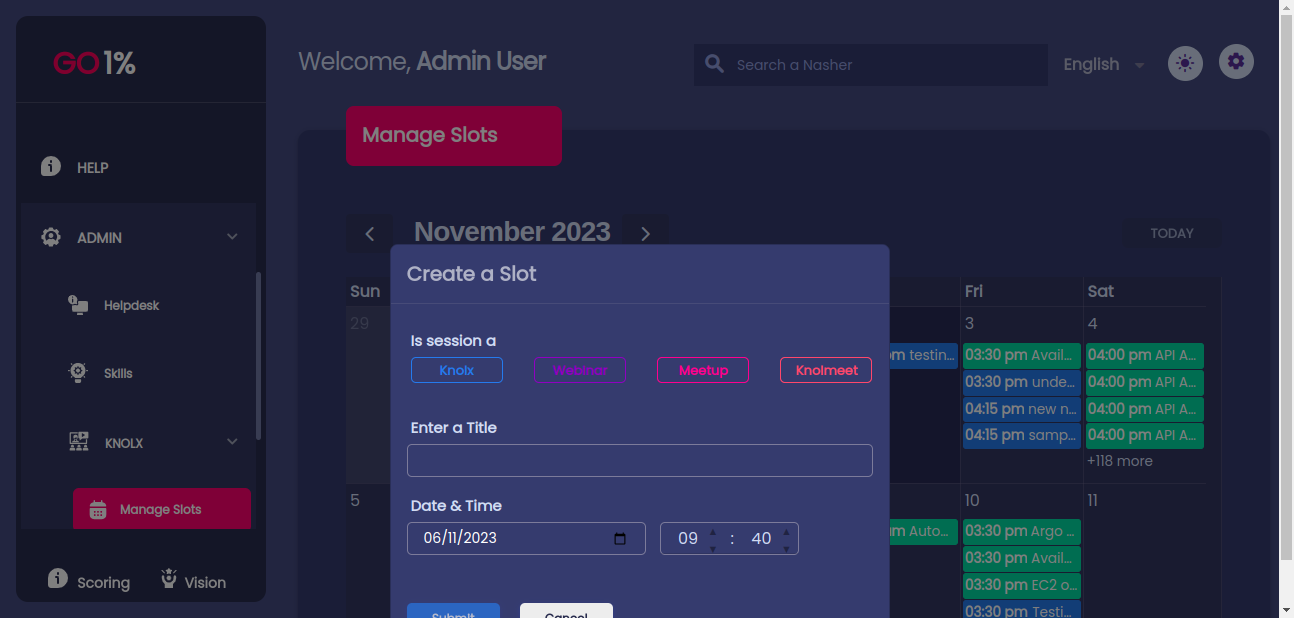 GO 1%
Welcome, Admin User
Search a Nasher
English
Manage Slots
HELP
ADMIN
Helpdesk
Skills
KNOLX
Manage Slots
Scoring
Vision
November 2023
TODAY
Sun
Fri
Sat
29
3
4
pm testin...
03:30 pm Avail...
04:00 pm API A...
03:30 pm unde...
04:00 pm API A...
04:15 pm new n...
04:00 pm API A...
04:15 pm samp...
04:00 pm API A...
+118 more
5
10
11
am Auto...
03:30 pm Argo ...
03:30 pm Avail...
03:30 pm EC2 o...
03:30 pm Testi...
Create a Slot
Is session a
Knolx
Webinar
Meetup
Knolmeet
Enter a Title
Date & Time
06/11/2023
09 : 40
Submit
Cancel